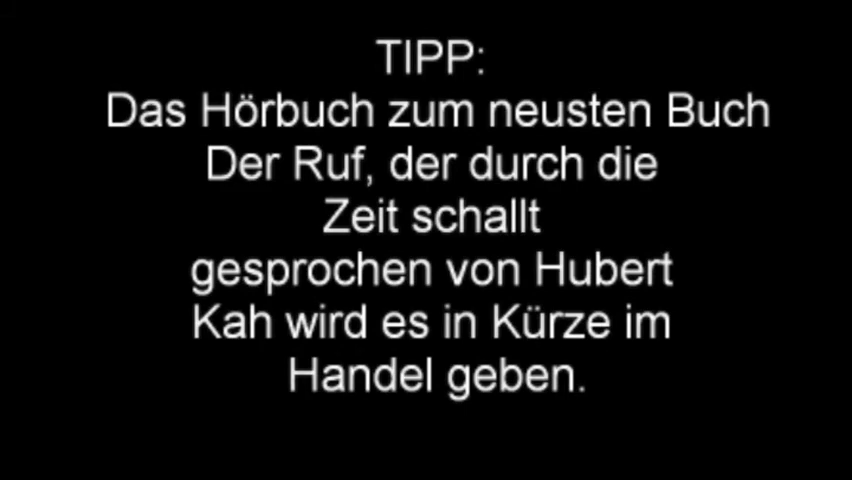 TIPP:
Das Hörbuch zum neusten Buch
Der Ruf, der durch die
Zeit schallt
gesprochen von Hubert
Kah wird es in Kürze im
Handel geben.